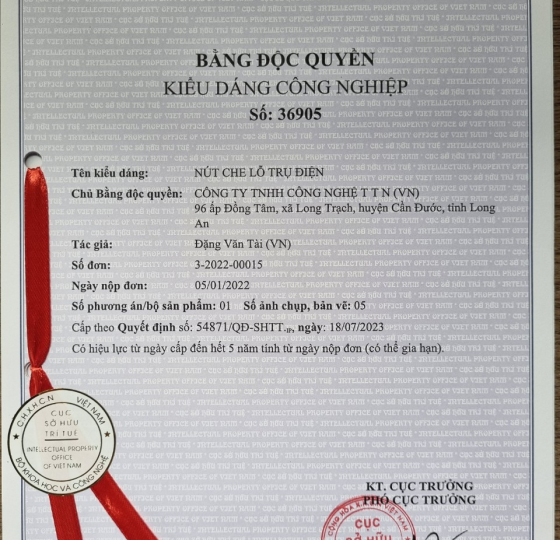 BẰNG ĐỘC QUYỀN
KIỂU DÁNG CÔNG NGHIỆP
Số: 36905
Tên kiểu dáng: NÚT CHE LỖ TRỤ ĐIỆN
Chủ Bằng độc quyền: CÔNG TY TNHH CÔNG NGHỆ T T N (VN)
96 ấp Đồng Tâm, xã Long Trạch, huyện Cần Đước, tỉnh Long
An
Tác giả: Đặng Văn Tài (VN)
Số đơn: 3-2022-00015
Ngày nộp đơn: 05/01/2022
Số phương án/bộ sản phẩm: 01 Số ảnh chụp, bản vẽ: 05
Cấp theo Quyết định số: 54871/QĐ-SHTT.IP, ngày: 18/07/2023
Có hiệu lực từ ngày cấp đến hết 5 năm tính từ ngày nộp đơn (có thể gia hạn).
C.H.X.H.C.N VIỆT NAM
CỤC
SỞ HỮU
TRÍ TUỆ
INTELLECTUAL PROPERTY
OFFICE
OF VIET NAM
BỘ KHOA HỌC VÀ CÔNG NGHỆ
KT. CỤC TRƯỞNG
PHÓ CỤC TRƯỞNG
CỤC
SỞ HỮU